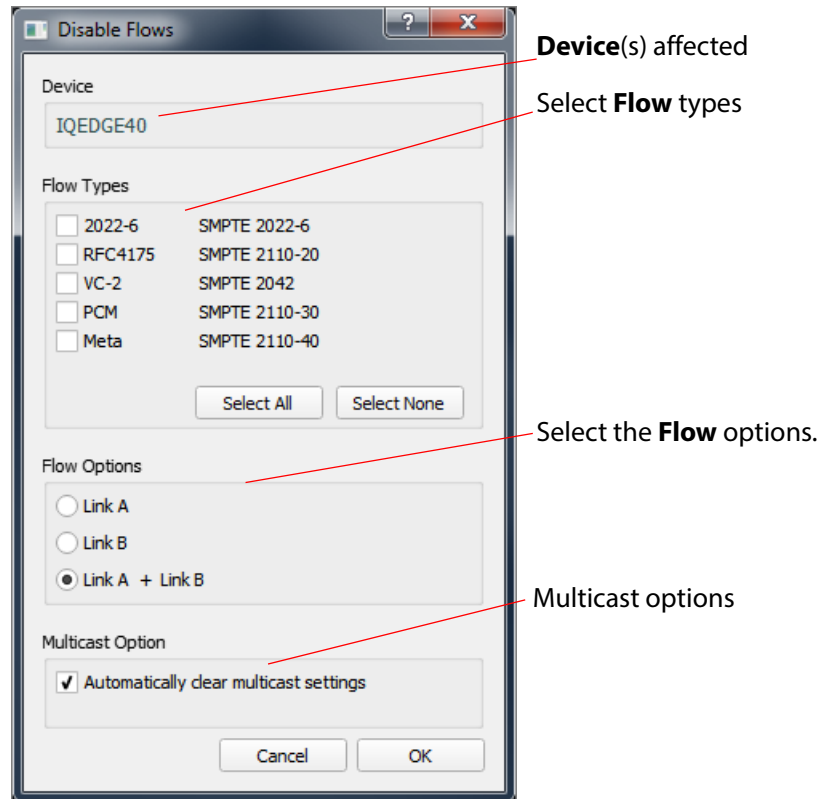 Disable Flows
?
X
Device(s) affected
Device
IQEDGE40
Select Flow types
Flow Types
2022-6 SMPTE 2022-6
RFC4175 SMPTE 2110-20
VC-2 SMPTE 2042
PCM SMPTE 2110-30
Meta SMPTE 2110-40
Select All Select None
Select the Flow options.
Flow Options
Link A
Link B
Link A + Link B
Multicast options
Multicast Option
Automatically clear multicast settings
Cancel OK